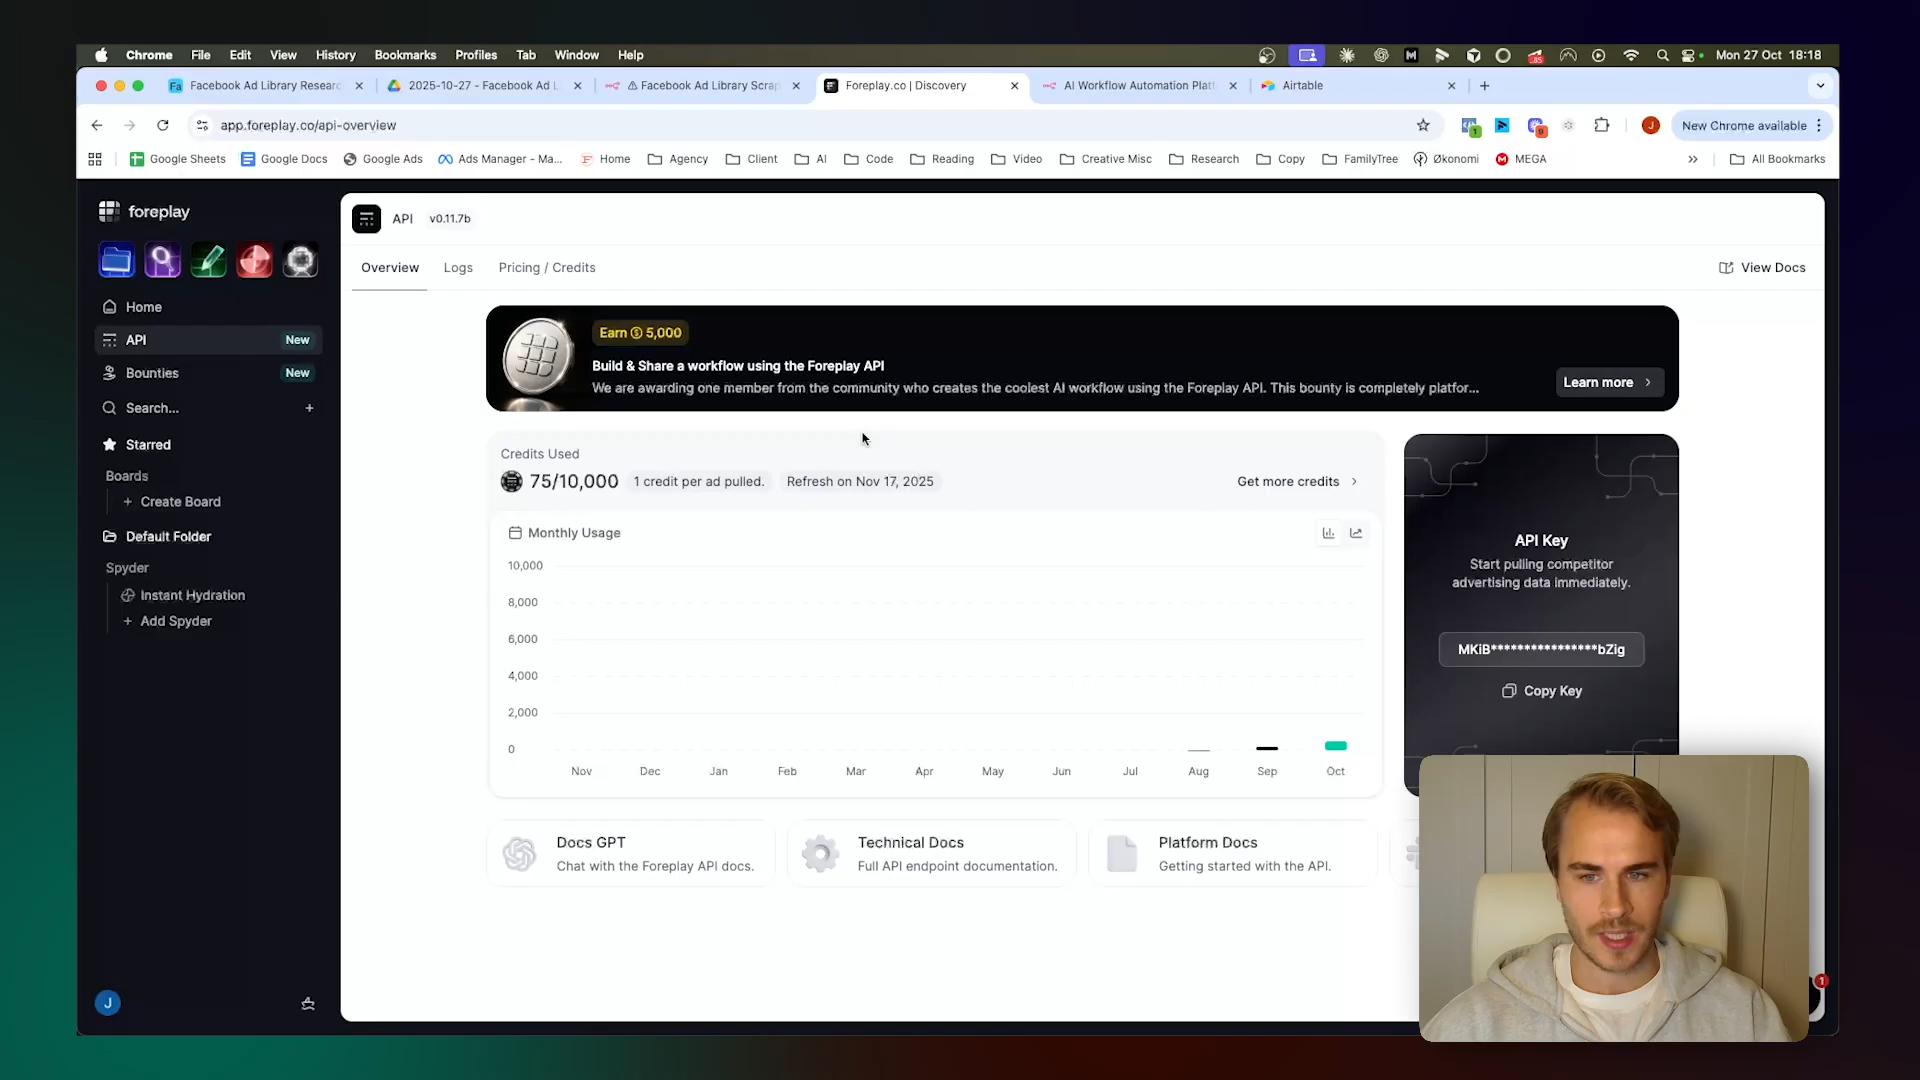 Chrome File Edit View History Bookmarks Profiles Tab Window Help
Mon 27 Oct 18:18
Facebook Ad Library Researc
2025-10-27 - Facebook Ad L
Facebook Ad Library Scrap
Foreplay.co | Discovery
AI Workflow Automation Platf
Airtable
app.foreplay.co/api-overview
New Chrome available
Google Sheets Google Docs Google Ads Ads Manager - Ma... Home Agency Client AI Code Reading Video Creative Misc Research Copy FamilyTree Økonomi MEGA All Bookmarks
foreplay
Home
API New
Bounties New
Search...
Starred
Boards
+ Create Board
Default Folder
Spyder
Instant Hydration
+ Add Spyder
J
API v0.11.7b
Overview Logs Pricing / Credits
View Docs
Earn 5,000
Build & Share a workflow using the Foreplay API
We are awarding one member from the community who creates the coolest AI workflow using the Foreplay API. This bounty is completely platfor...
Learn more
Credits Used
75/10,000 1 credit per ad pulled. Refresh on Nov 17, 2025
Get more credits
Monthly Usage
10,000
8,000
6,000
4,000
2,000
0
Nov Dec Jan Feb Mar Apr May Jun Jul Aug Sep Oct
API Key
Start pulling competitor
advertising data immediately.
MKiB****************bZig
Copy Key
Docs GPT
Chat with the Foreplay API docs.
Technical Docs
Full API endpoint documentation.
Platform Docs
Getting started with the API.
1